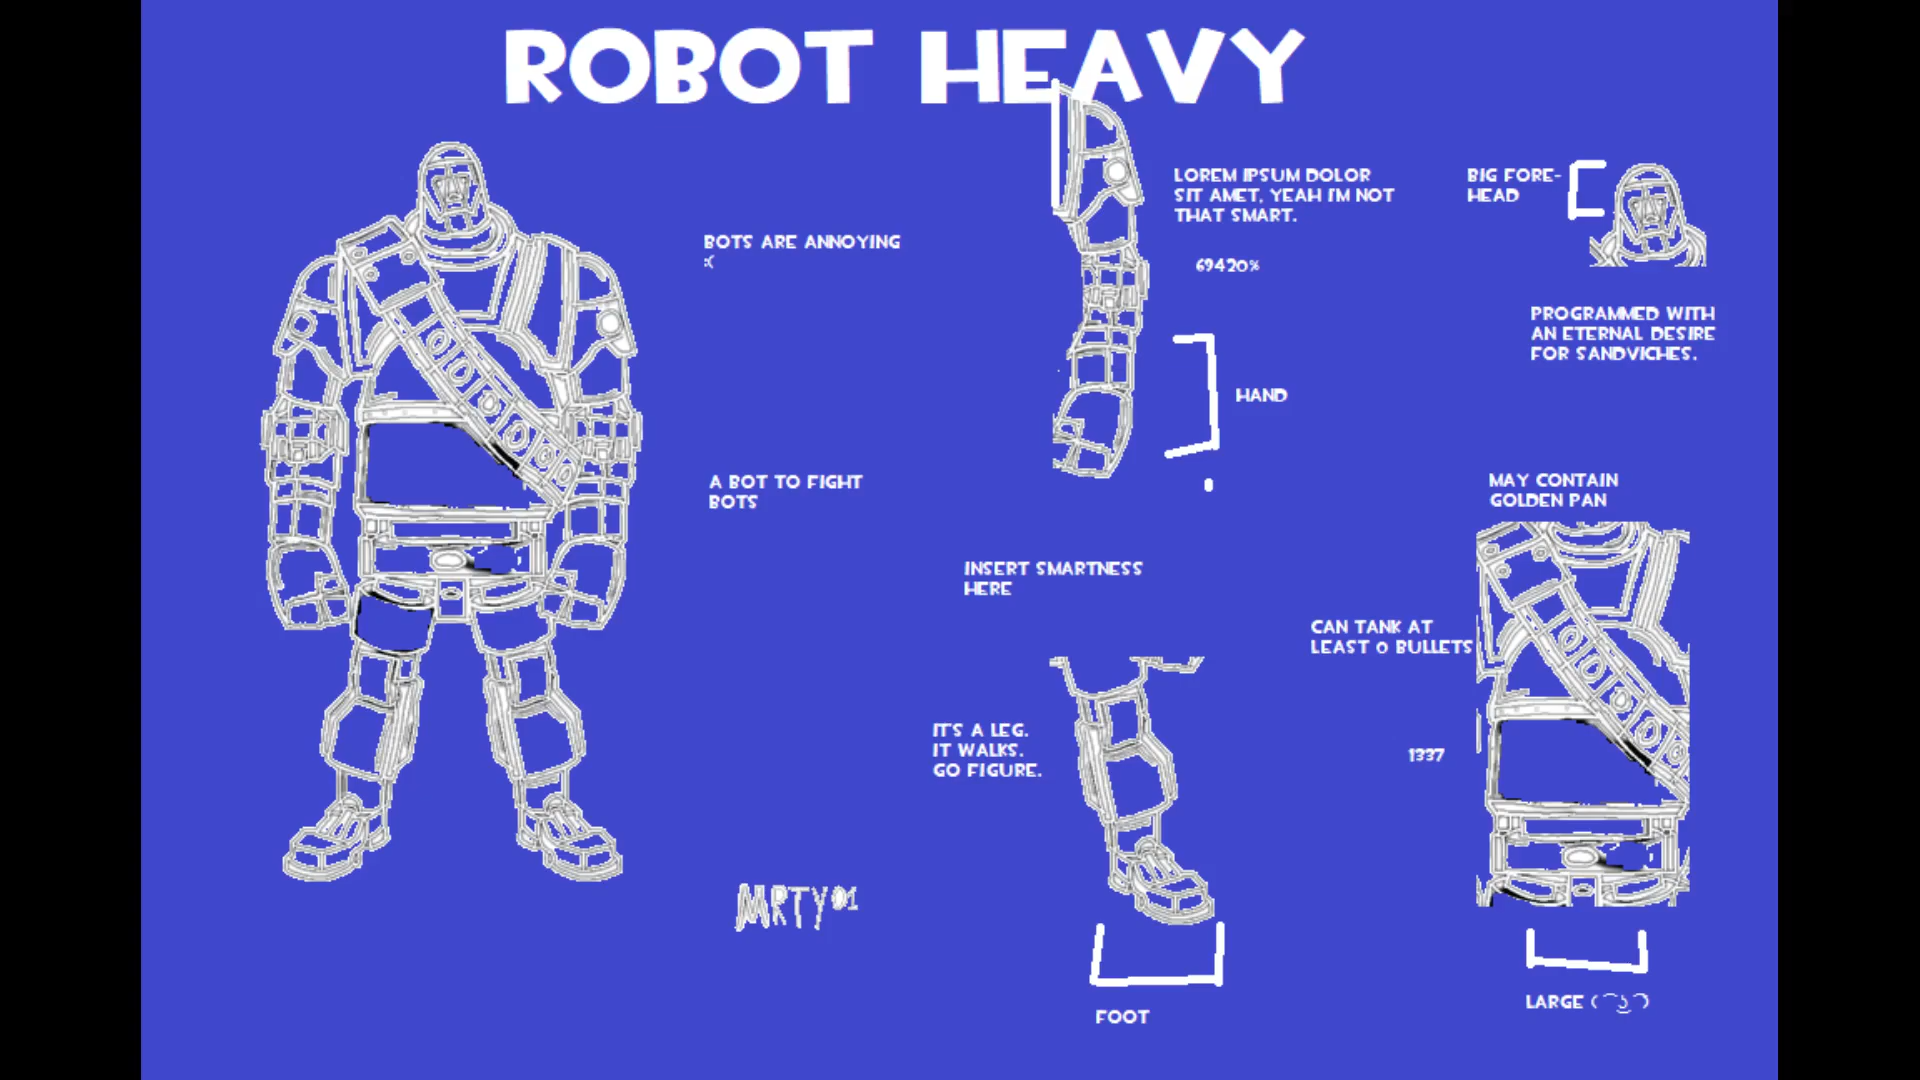 ROBOT HEAVY
BOTS ARE ANNOYING
:(
A BOT TO FIGHT
BOTS
LOREM IPSUM DOLOR
SIT AMET, YEAH I'M NOT
THAT SMART.
69420%
HAND
BIG FORE-
HEAD
PROGRAMMED WITH
AN ETERNAL DESIRE
FOR SANDVICHES.
MAY CONTAIN
GOLDEN PAN
INSERT SMARTNESS
HERE
CAN TANK AT
LEAST 0 BULLETS
IT'S A LEG.
IT WALKS.
GO FIGURE.
1337
MRTY01
FOOT
LARGE ( ͡ ͜ʖ ͡ )